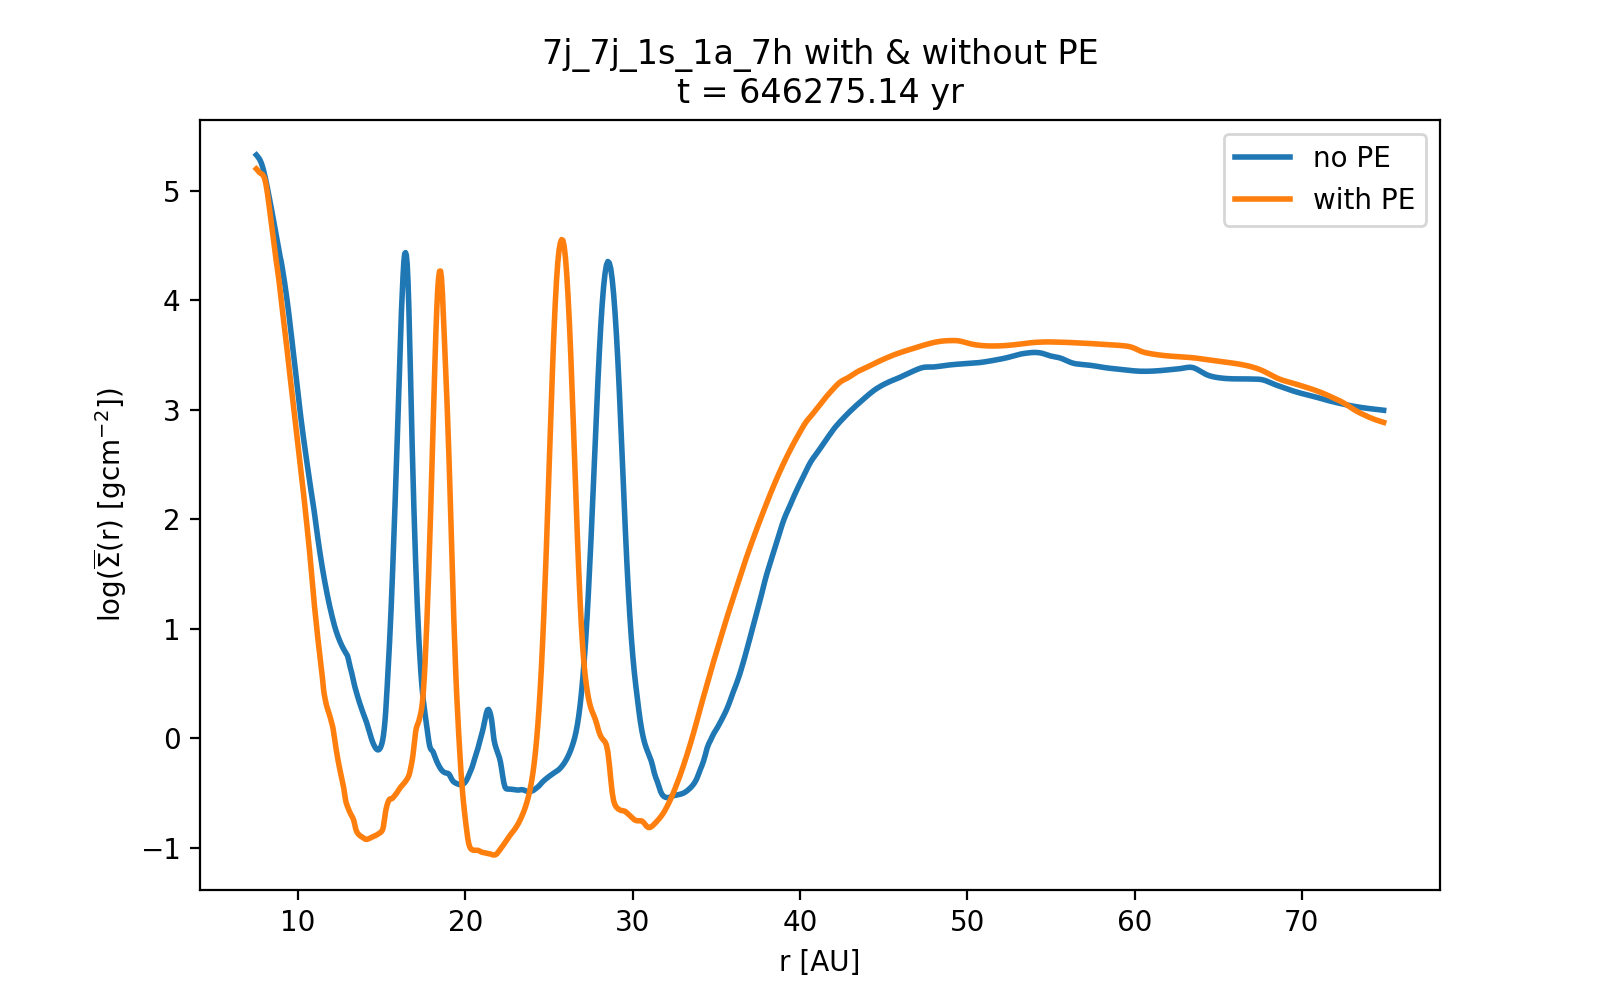 7j_7j_1s_1a_7h with & without PE
t = 646275.14 yr
no PE
with PE
5
4
3
2
1
0
−1
log(Σ̅(r) [gcm⁻²])
10 20 30 40 50 60 70
r [AU]